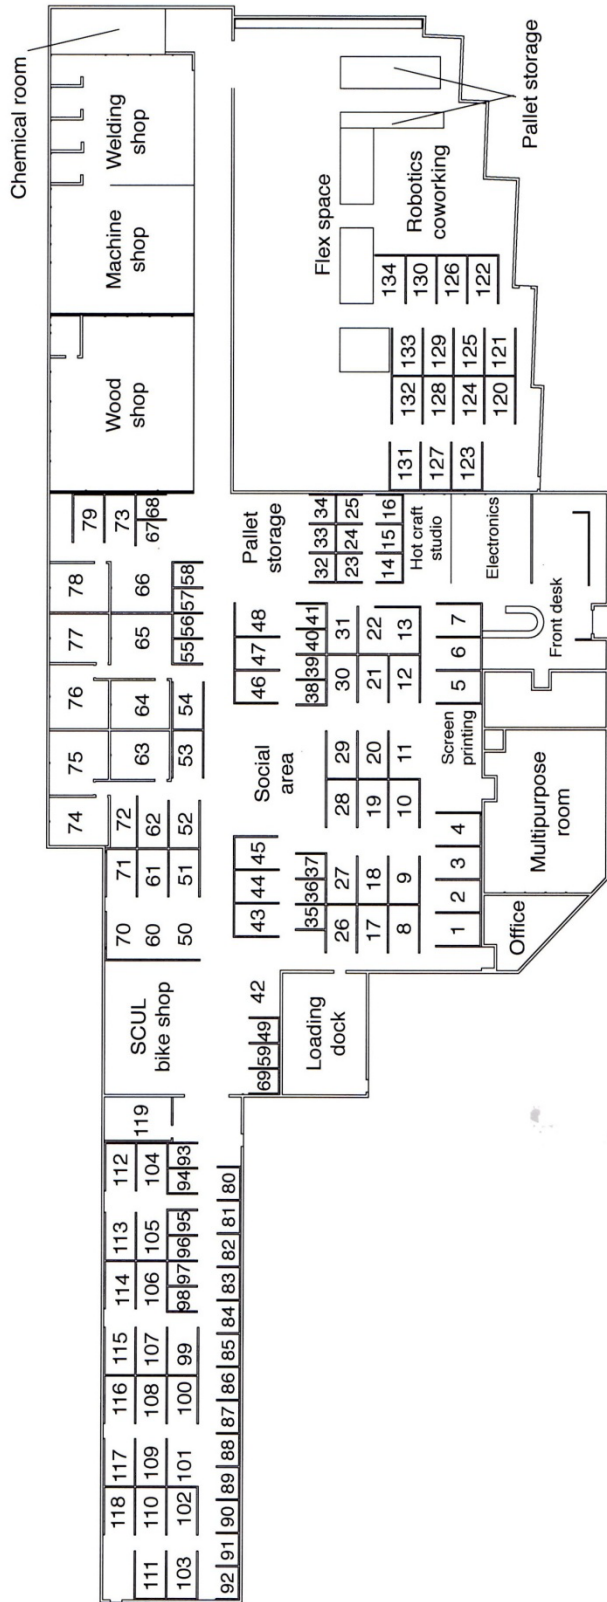 118 117 116 115 114 113 112
111 110 109 108 107 106 105 104 119
103 102 101 100 99 98 97 96 95 94 93
92 91 90 89 88 87 86 85 84 83 82 81 80
SCUL
bike shop
69 59 49 42
Loading
dock
74 75 76 77 78 79
70 71 72 73
60 61 62 63 64 65 66 67 68
50 51 52 53 54 55 56 57 58
43 44 45 46 47 48
Social
area
Pallet
storage
35 36 37 38 39 40 41
26 27 28 29 30 31 32 33 34
17 18 19 20 21 22 23 24 25
8 9 10 11 12 13 14 15 16
1 2 3 4 5 6 7
Screen
printing
Hot craft
studio
Electronics
Front desk
Office
Multipurpose
room
Wood
shop
Machine
shop
Welding
shop
Chemical room
Flex space
Robotics
coworking
131 132 133 134
127 128 129 130
123 124 125 126
120 121 122
Pallet storage